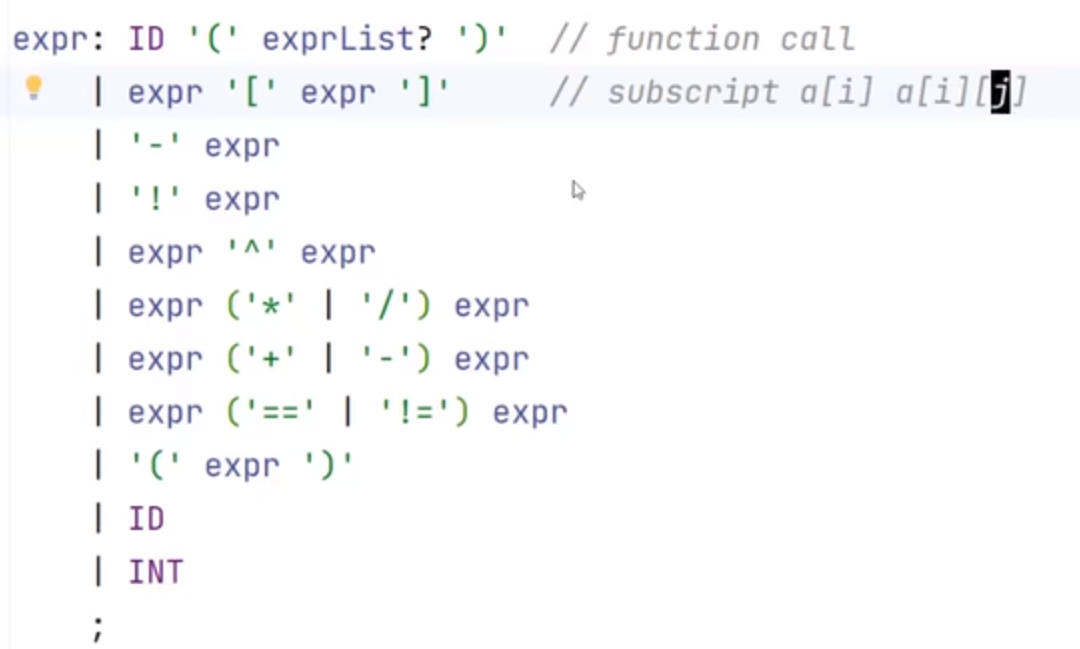 expr: ID '(' exprList? ')' // function call
| expr '[' expr ']' // subscript a[i] a[i][j]
| '-' expr
| '!' expr
| expr '^' expr
| expr ('*' | '/') expr
| expr ('+' | '-') expr
| expr ('==' | '!=') expr
| '(' expr ')'
| ID
| INT
;